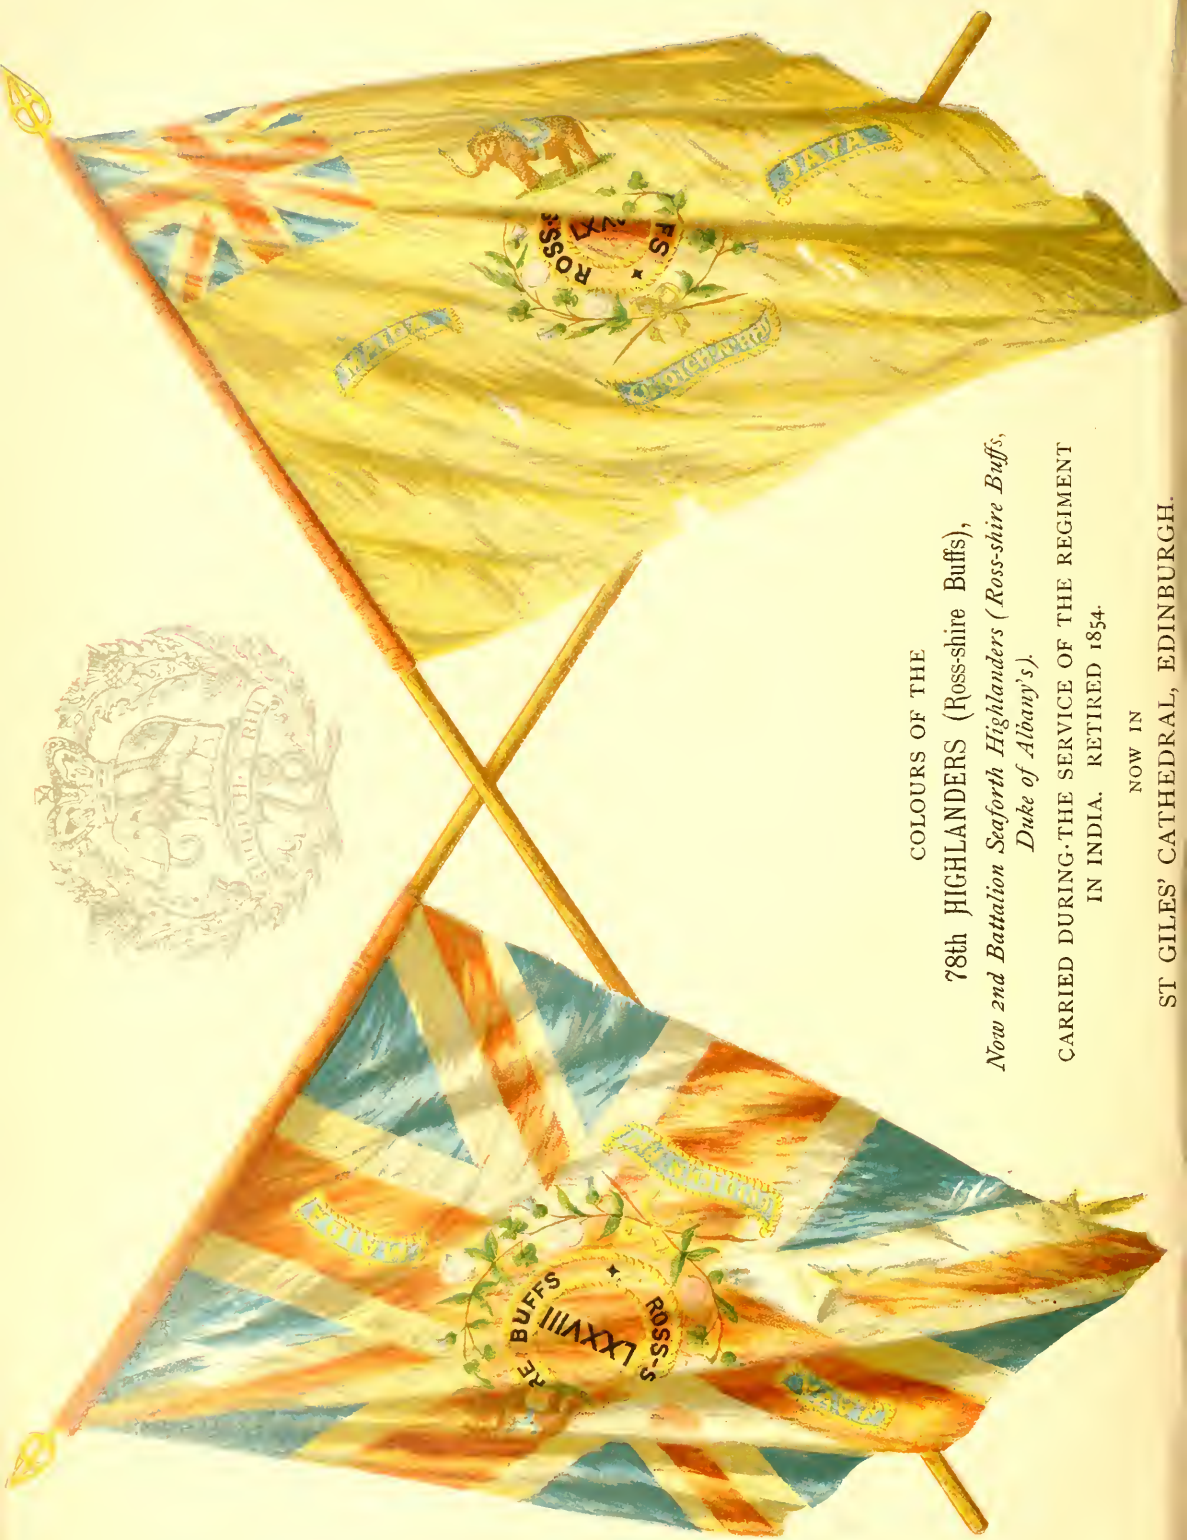 COLOURS OF THE
78th HIGHLANDERS (Ross-shire Buffs),
Now 2nd Battalion Seaforth Highlanders (Ross-shire Buffs,
Duke of Albany's).
CARRIED DURING·THE SERVICE OF THE REGIMENT
IN INDIA. RETIRED 1854.
NOW IN
ST GILES' CATHEDRAL, EDINBURGH.
MAIDA
RE BUFFS
ROSS-S
LXXVIII
JAVA
MAIDA
ROSS-S
FS
JAVA